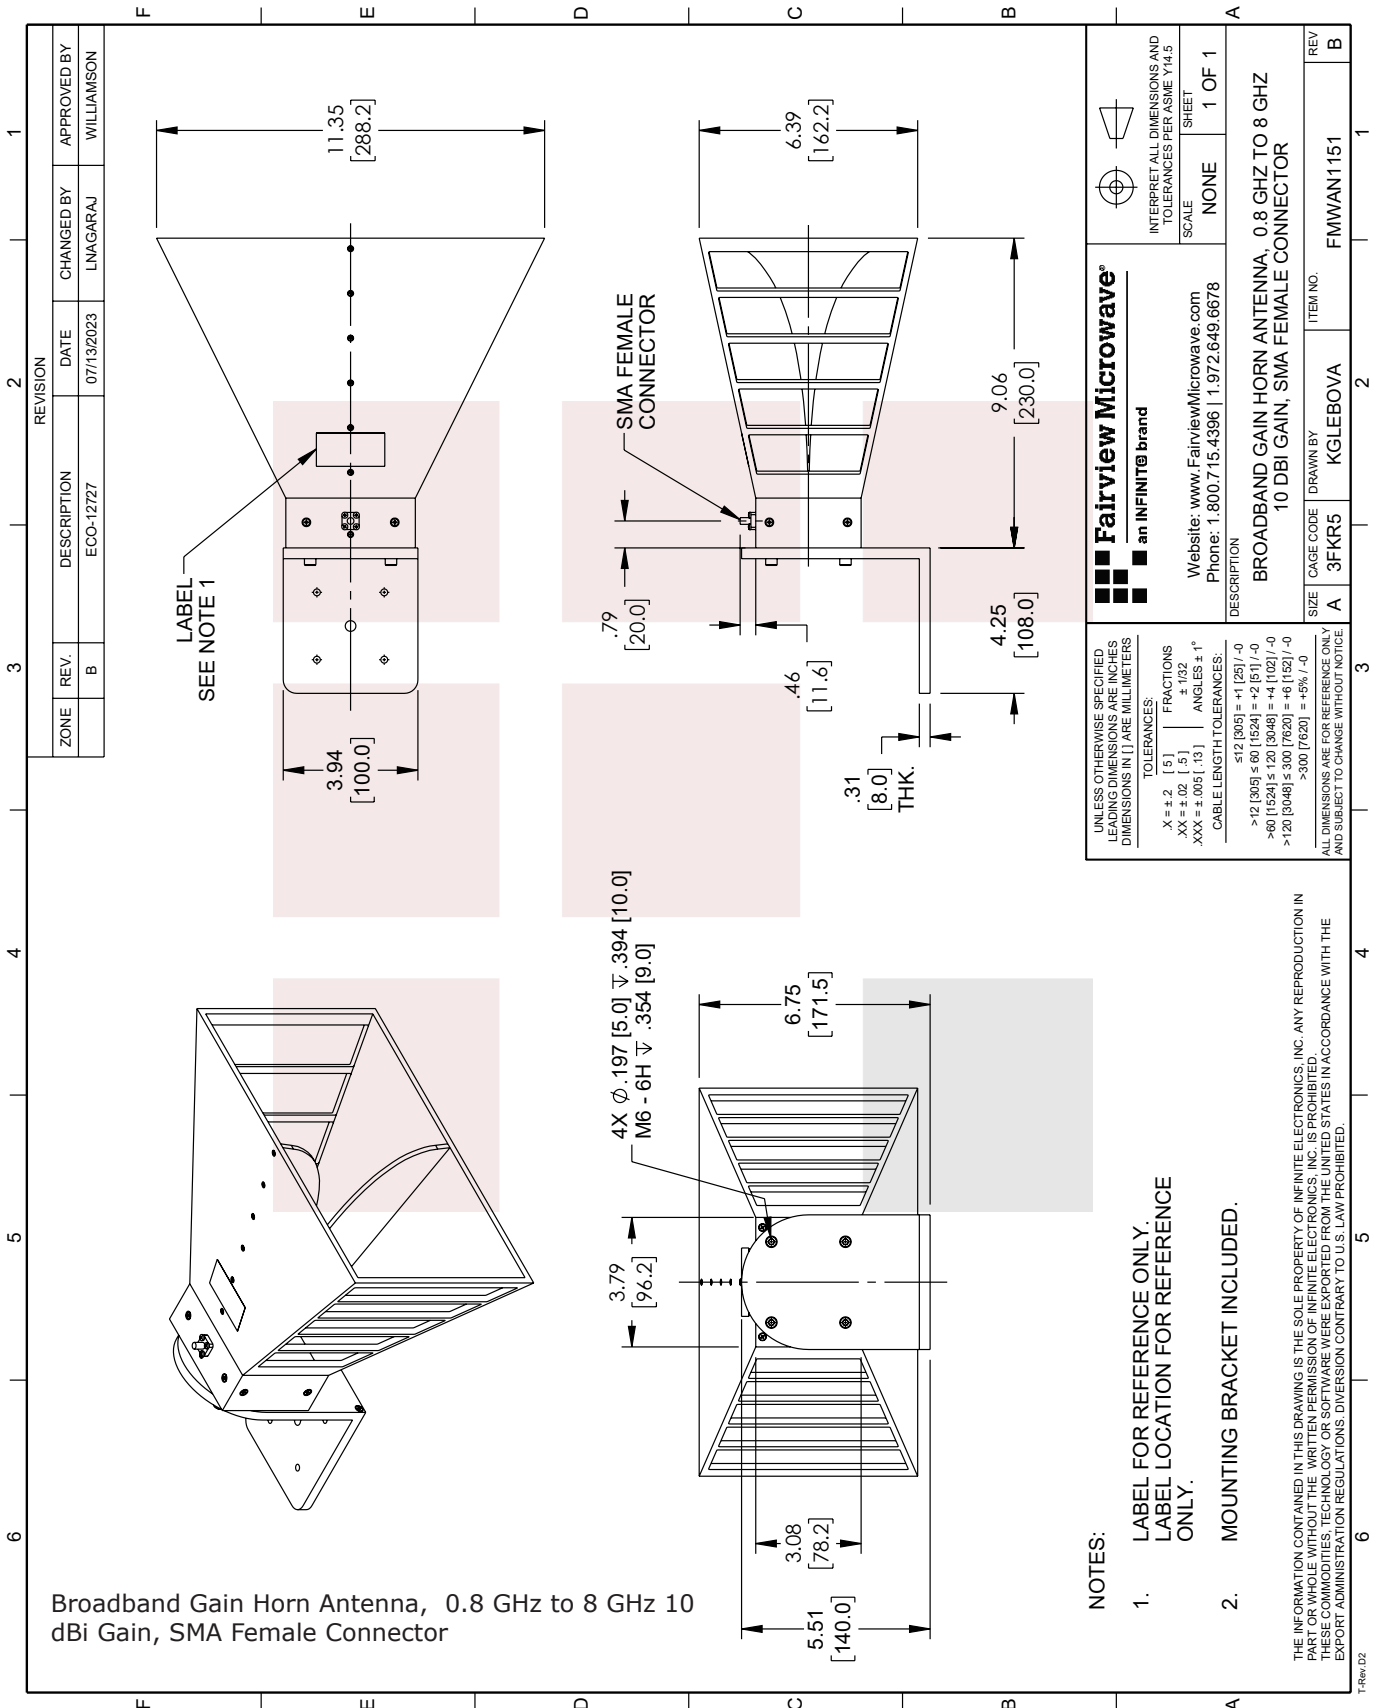 REVISION
ZONE REV. DESCRIPTION DATE CHANGED BY APPROVED BY
B ECO-12727 07/13/2023 LNAGARAJ WILLIAMSON
6 5 4 3 2 1
F
E
D
C
B
A
LABEL
SEE NOTE 1
3.94
[100.0]
11.35
[288.2]
4X Ø .197 [5.0] ↧ .394 [10.0]
M6 - 6H ↧ .354 [9.0]
3.79
[96.2]
6.75
[171.5]
3.08
[78.2]
5.51
[140.0]
SMA FEMALE
CONNECTOR
.79
[20.0]
.46
[11.6]
.31
[8.0]
THK.
6.39
[162.2]
9.06
[230.0]
4.25
[108.0]
NOTES:
1. LABEL FOR REFERENCE ONLY.
LABEL LOCATION FOR REFERENCE
ONLY.
2. MOUNTING BRACKET INCLUDED.
THE INFORMATION CONTAINED IN THIS DRAWING IS THE SOLE PROPERTY OF INFINITE ELECTRONICS, INC. ANY REPRODUCTION IN
PART OR WHOLE WITHOUT THE WRITTEN PERMISSION OF INFINITE ELECTRONICS, INC. IS PROHIBITED.
THESE COMMODITIES, TECHNOLOGY OR SOFTWARE WERE EXPORTED FROM THE UNITED STATES IN ACCORDANCE WITH THE
EXPORT ADMINISTRATION REGULATIONS. DIVERSION CONTRARY TO U.S. LAW PROHIBITED.
UNLESS OTHERWISE SPECIFIED
LEADING DIMENSIONS ARE INCHES
DIMENSIONS IN [ ] ARE MILLIMETERS
TOLERANCES:
.X = ± .2 [ .5 ] FRACTIONS
.XX = ± .02 [ .5 ] ± 1/32
.XXX = ± .005 [ .13 ] ANGLES ± 1°
CABLE LENGTH TOLERANCES:
≤12 [305] = +1 [25] / -0
>12 [305] ≤ 60 [1524] = +2 [51] / -0
>60 [1524] ≤ 120 [3048] = +4 [102] / -0
>120 [3048] ≤ 300 [7620] = +6 [152] / -0
>300 [7620] = +5% / -0
ALL DIMENSIONS ARE FOR REFERENCE ONLY
AND SUBJECT TO CHANGE WITHOUT NOTICE.
Fairview Microwave®
an INFINIT℮ brand
Website: www.FairviewMicrowave.com
Phone: 1.800.715.4396 | 1.972.649.6678
INTERPRET ALL DIMENSIONS AND
TOLERANCES PER ASME Y14.5
SCALE SHEET
NONE 1 OF 1
DESCRIPTION
BROADBAND GAIN HORN ANTENNA, 0.8 GHZ TO 8 GHZ
10 DBI GAIN, SMA FEMALE CONNECTOR
SIZE CAGE CODE DRAWN BY ITEM NO. REV
A 3FKR5 KGLEBOVA FMWAN1151 B
F
E
D
C
B
A
6 5 4 3 2 1
T-Rev.D2
Broadband Gain Horn Antenna, 0.8 GHz to 8 GHz 10
dBi Gain, SMA Female Connector